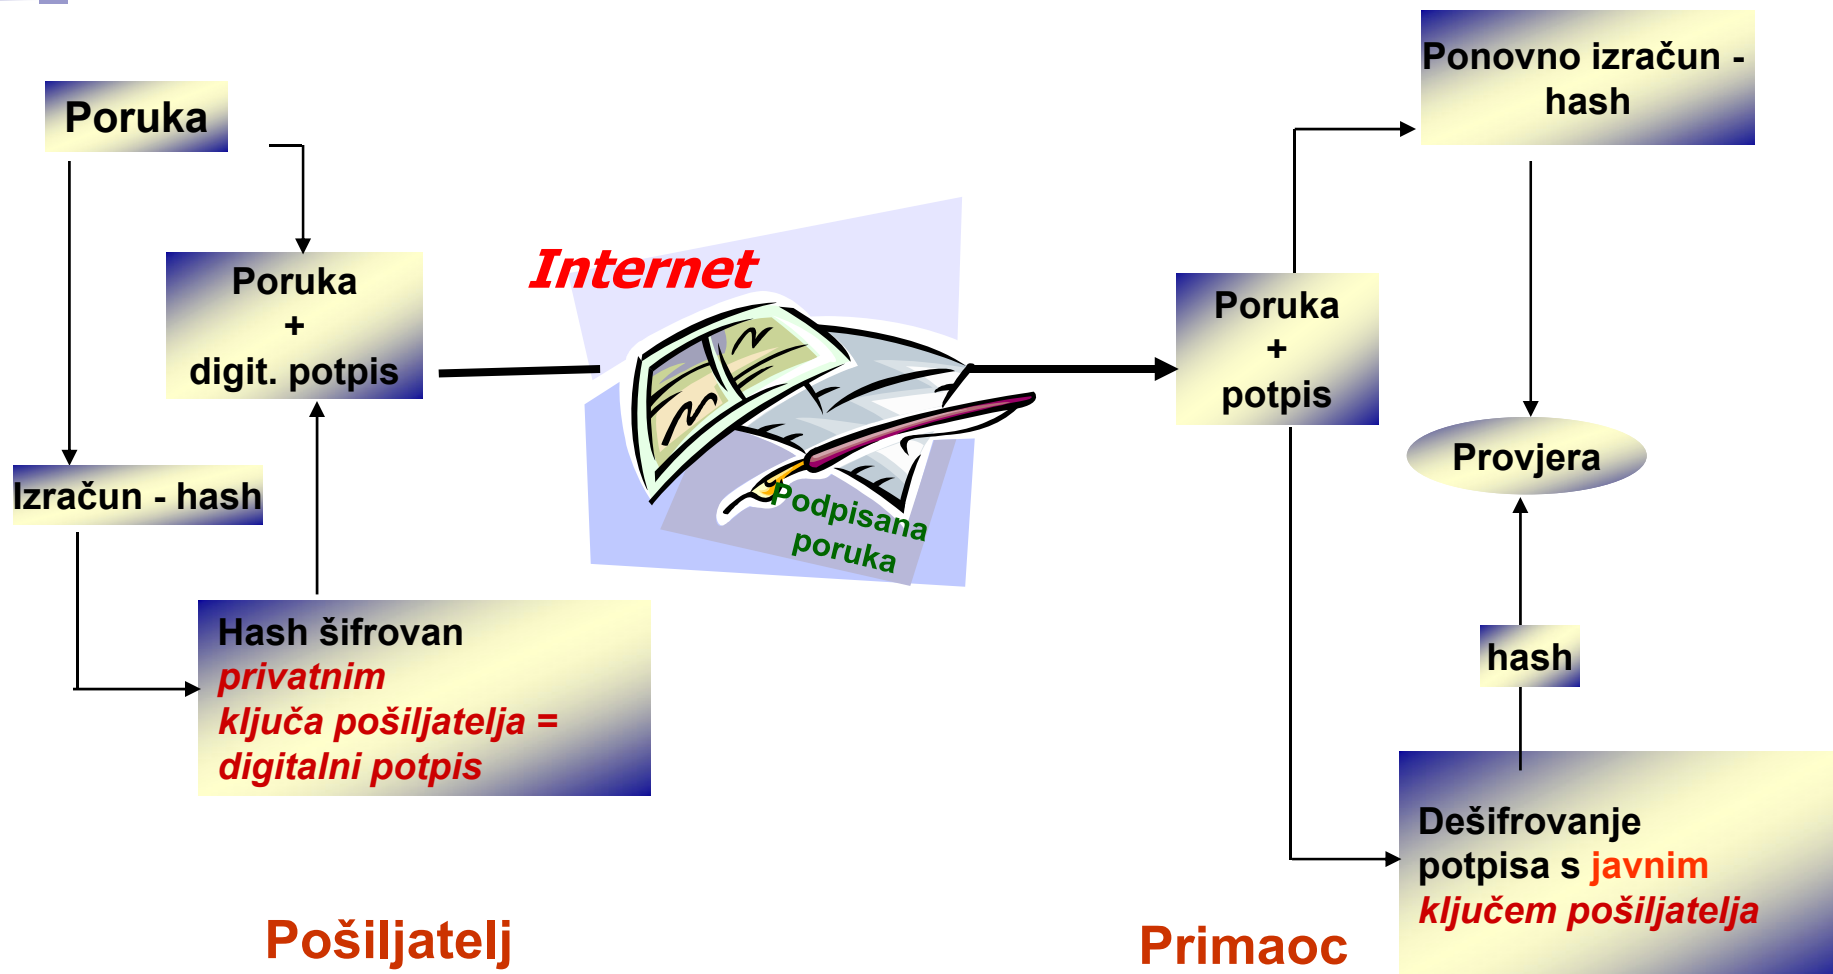 Poruka
Poruka
+
digit. potpis
Izračun - hash
Hash šifrovan
privatnim
ključa pošiljatelja =
digitalni potpis
Pošiljatelj
Internet
Podpisana
poruka
Ponovno izračun -
hash
Poruka
+
potpis
Provjera
hash
Dešifrovanje
potpisa s javnim
ključem pošiljatelja
Primaoc